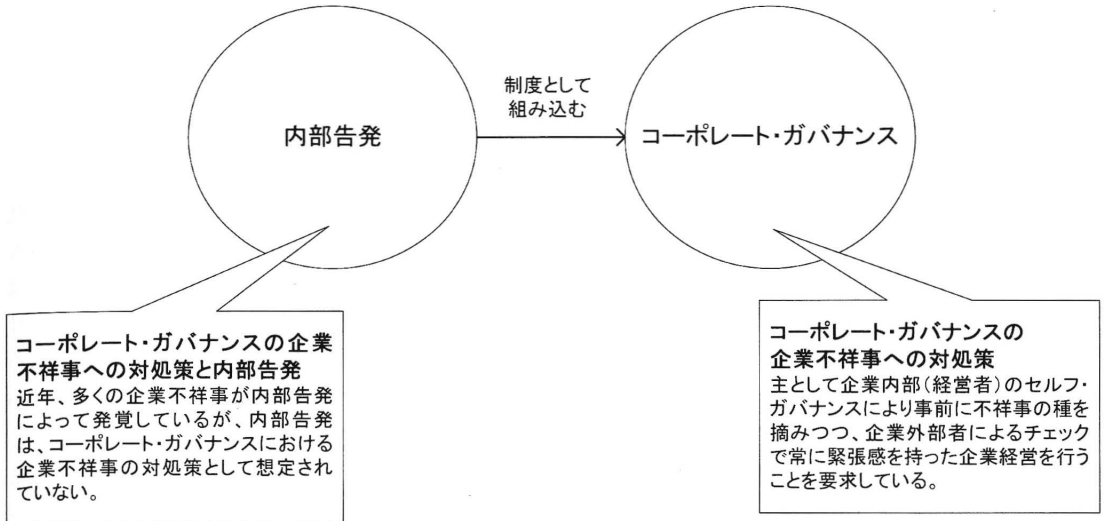 制度として
組み込む
内部告発
コーポレート・ガバナンス
コーポレート・ガバナンスの企業
不祥事への対処策と内部告発
近年、多くの企業不祥事が内部告発
によって発覚しているが、内部告発
は、コーポレート・ガバナンスにおける
企業不祥事の対処策として想定され
ていない。
コーポレート・ガバナンスの
企業不祥事への対処策
主として企業内部(経営者)のセルフ・
ガバナンスにより事前に不祥事の種を
摘みつつ、企業外部者によるチェック
で常に緊張感を持った企業経営を行う
ことを要求している。